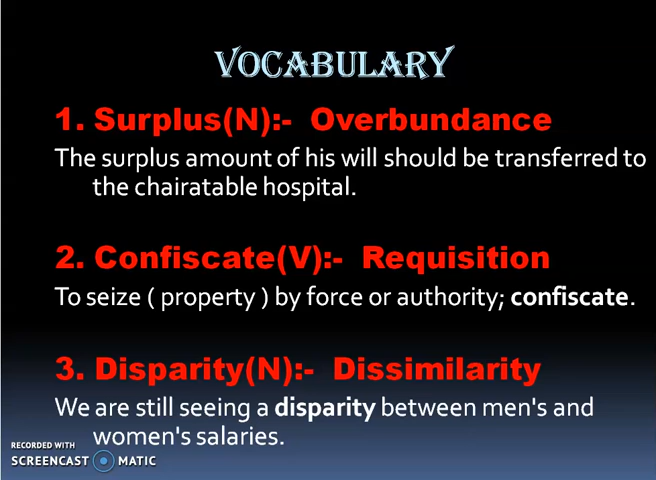 VOCABULARY
1. Surplus(N):- Overbundance
The surplus amount of his will should be transferred to
the chairatable hospital.
2. Confiscate(V):- Requisition
To seize ( property ) by force or authority; confiscate.
3. Disparity(N):- Dissimilarity
We are still seeing a disparity between men's and
women's salaries.
RECORDED WITH
SCREENCAST MATIC